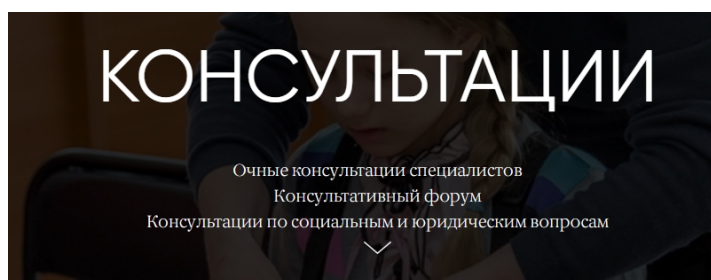 КОНСУЛЬТАЦИИ
Очные консультации специалистов
Консультативный форум
Консультации по социальным и юридическим вопросам